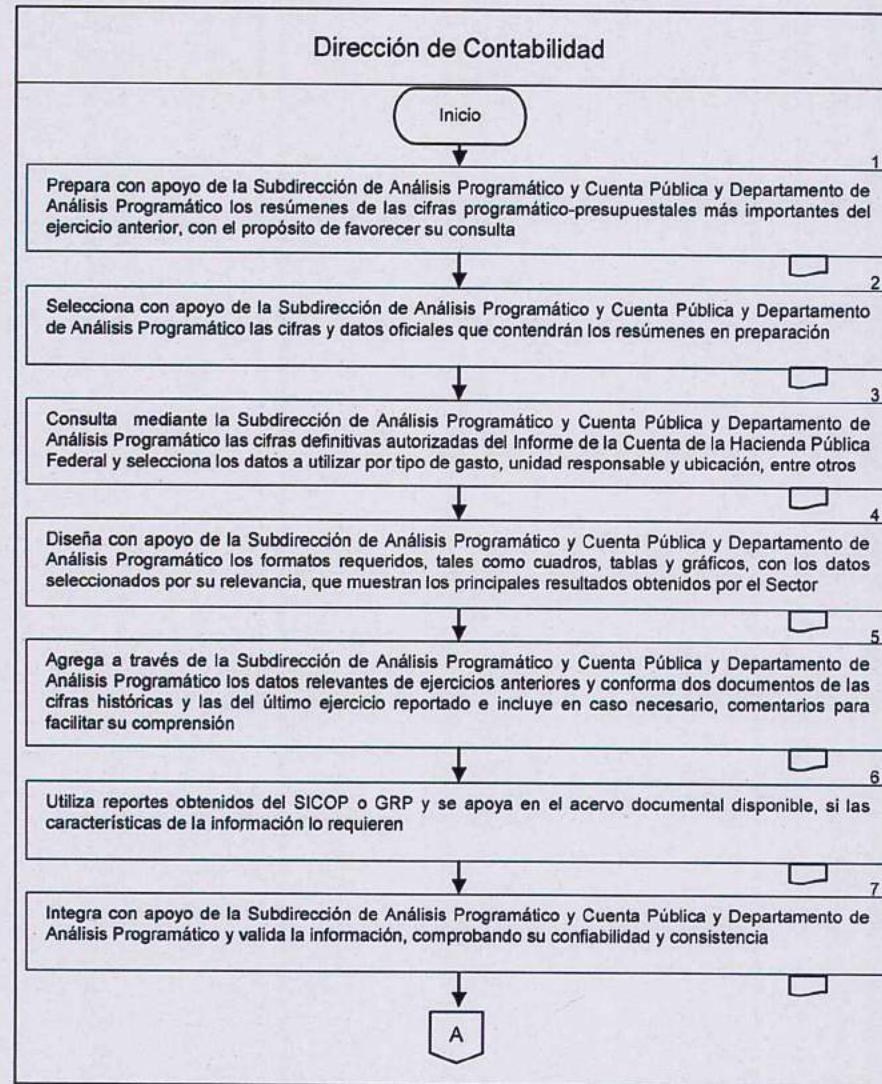 Dirección de Contabilidad
Inicio
1
Prepara con apoyo de la Subdirección de Análisis Programático y Cuenta Pública y Departamento de
Análisis Programático los resúmenes de las cifras programático-presupuestales más importantes del
ejercicio anterior, con el propósito de favorecer su consulta
2
Selecciona con apoyo de la Subdirección de Análisis Programático y Cuenta Pública y Departamento
de Análisis Programático las cifras y datos oficiales que contendrán los resúmenes en preparación
3
Consulta mediante la Subdirección de Análisis Programático y Cuenta Pública y Departamento de
Análisis Programático las cifras definitivas autorizadas del Informe de la Cuenta de la Hacienda Pública
Federal y selecciona los datos a utilizar por tipo de gasto, unidad responsable y ubicación, entre otros
4
Diseña con apoyo de la Subdirección de Análisis Programático y Cuenta Pública y Departamento de
Análisis Programático los formatos requeridos, tales como cuadros, tablas y gráficos, con los datos
seleccionados por su relevancia, que muestran los principales resultados obtenidos por el Sector
5
Agrega a través de la Subdirección de Análisis Programático y Cuenta Pública y Departamento de
Análisis Programático los datos relevantes de ejercicios anteriores y conforma dos documentos de las
cifras históricas y las del último ejercicio reportado e incluye en caso necesario, comentarios para
facilitar su comprensión
6
Utiliza reportes obtenidos del SICOP o GRP y se apoya en el acervo documental disponible, si las
características de la información lo requieren
7
Integra con apoyo de la Subdirección de Análisis Programático y Cuenta Pública y Departamento de
Análisis Programático y valida la información, comprobando su confiabilidad y consistencia
A